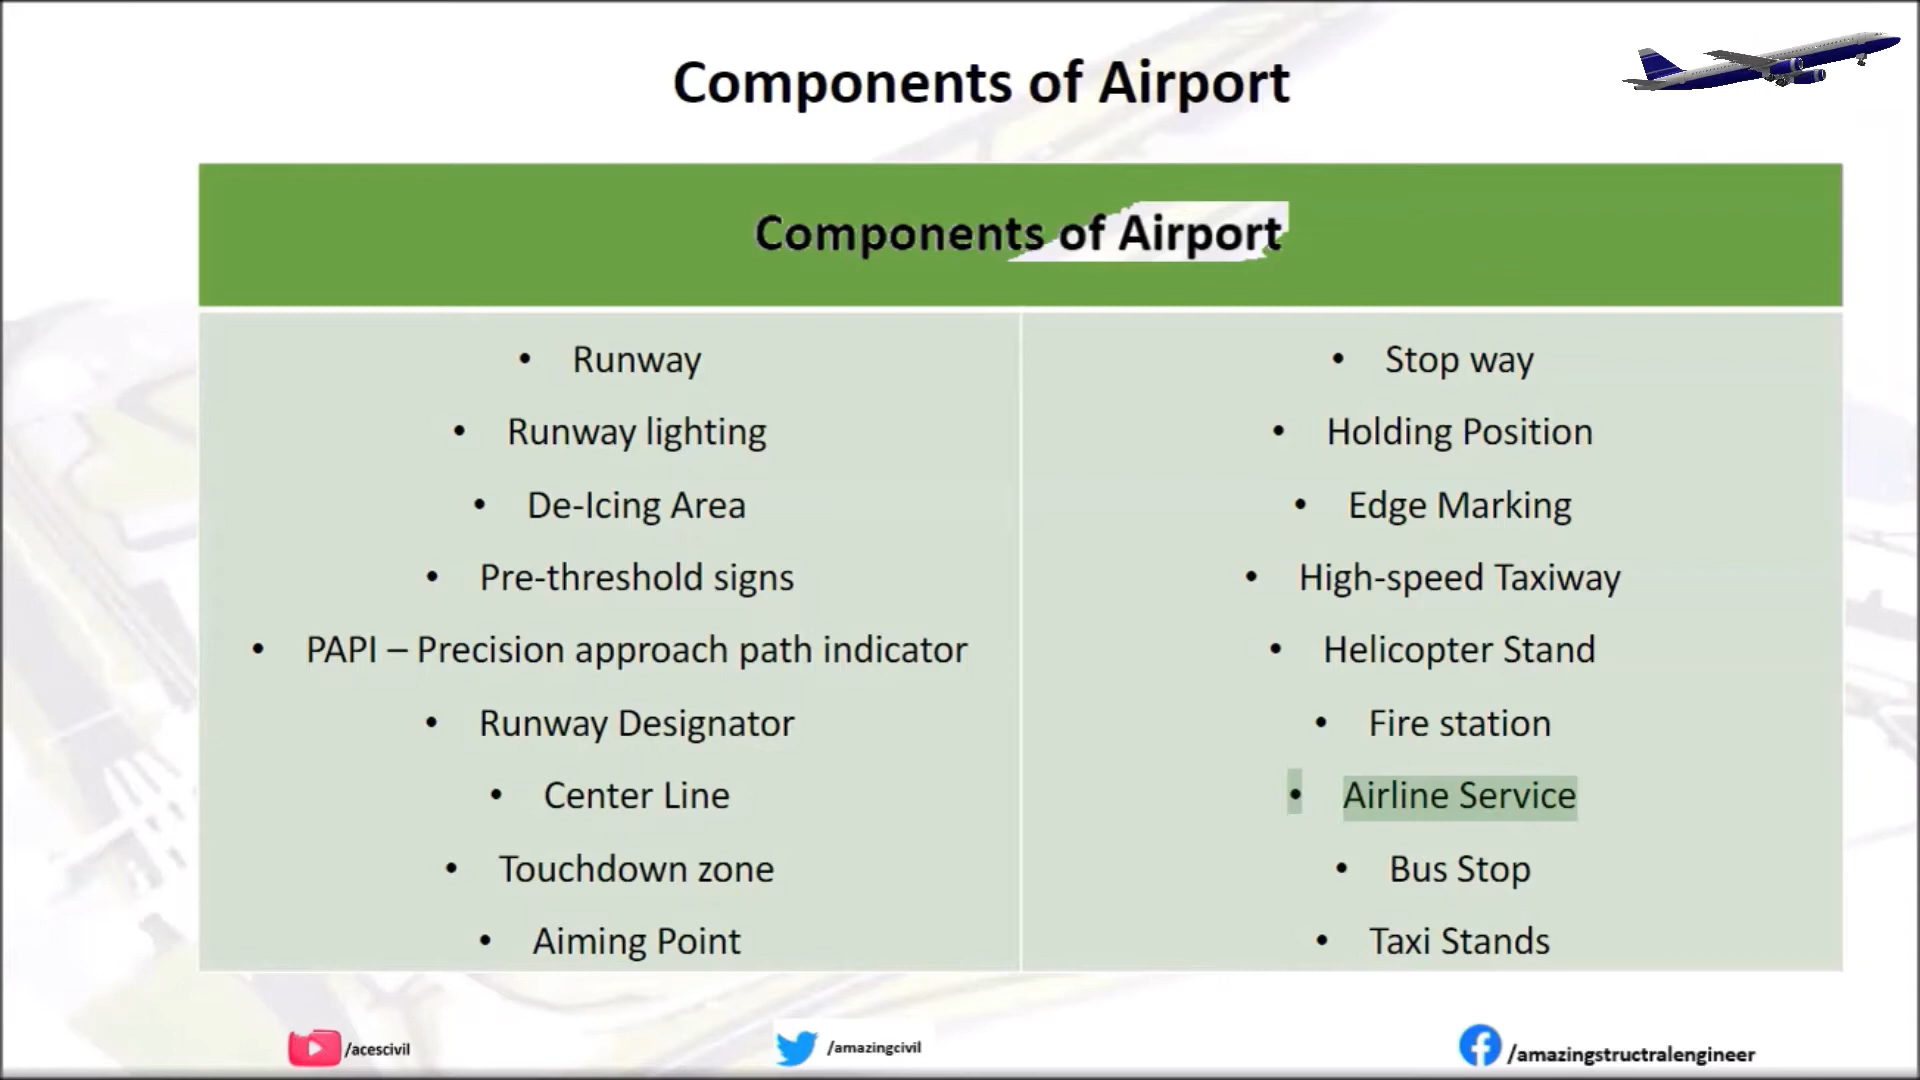 Components of Airport
Components of Airport
• Runway
• Runway lighting
• De-Icing Area
• Pre-threshold signs
• PAPI – Precision approach path indicator
• Runway Designator
• Center Line
• Touchdown zone
• Aiming Point
• Stop way
• Holding Position
• Edge Marking
• High-speed Taxiway
• Helicopter Stand
• Fire station
• Airline Service
• Bus Stop
• Taxi Stands
/acescivil
/amazingcivil
/amazingstructralengineer